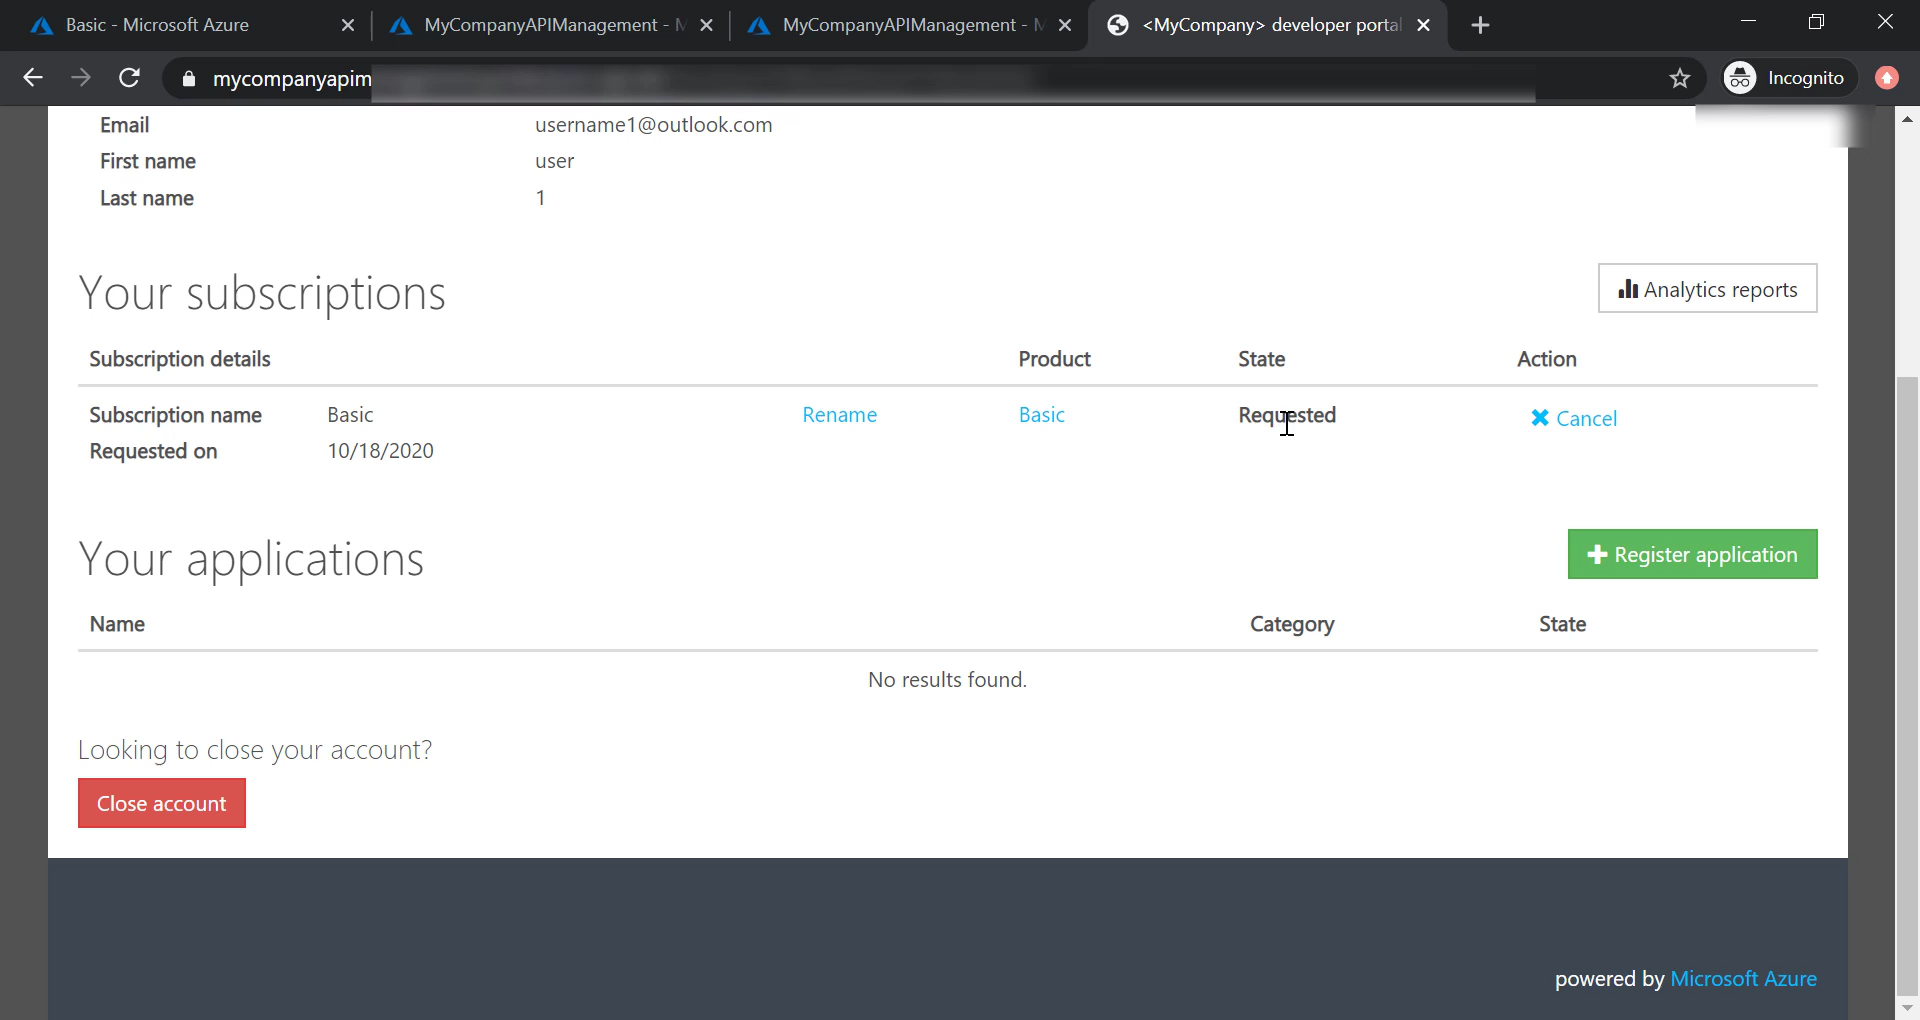 Basic - Microsoft Azure
MyCompanyAPIManagement - M
MyCompanyAPIManagement - M
<MyCompany> developer portal
mycompanyapim
Incognito
Email username1@outlook.com
First name user
Last name 1
Your subscriptions
Analytics reports
Subscription details Product State Action
Subscription name Basic Rename Basic Requested Cancel
Requested on 10/18/2020
Your applications
Register application
Name Category State
No results found.
Looking to close your account?
Close account
powered by Microsoft Azure